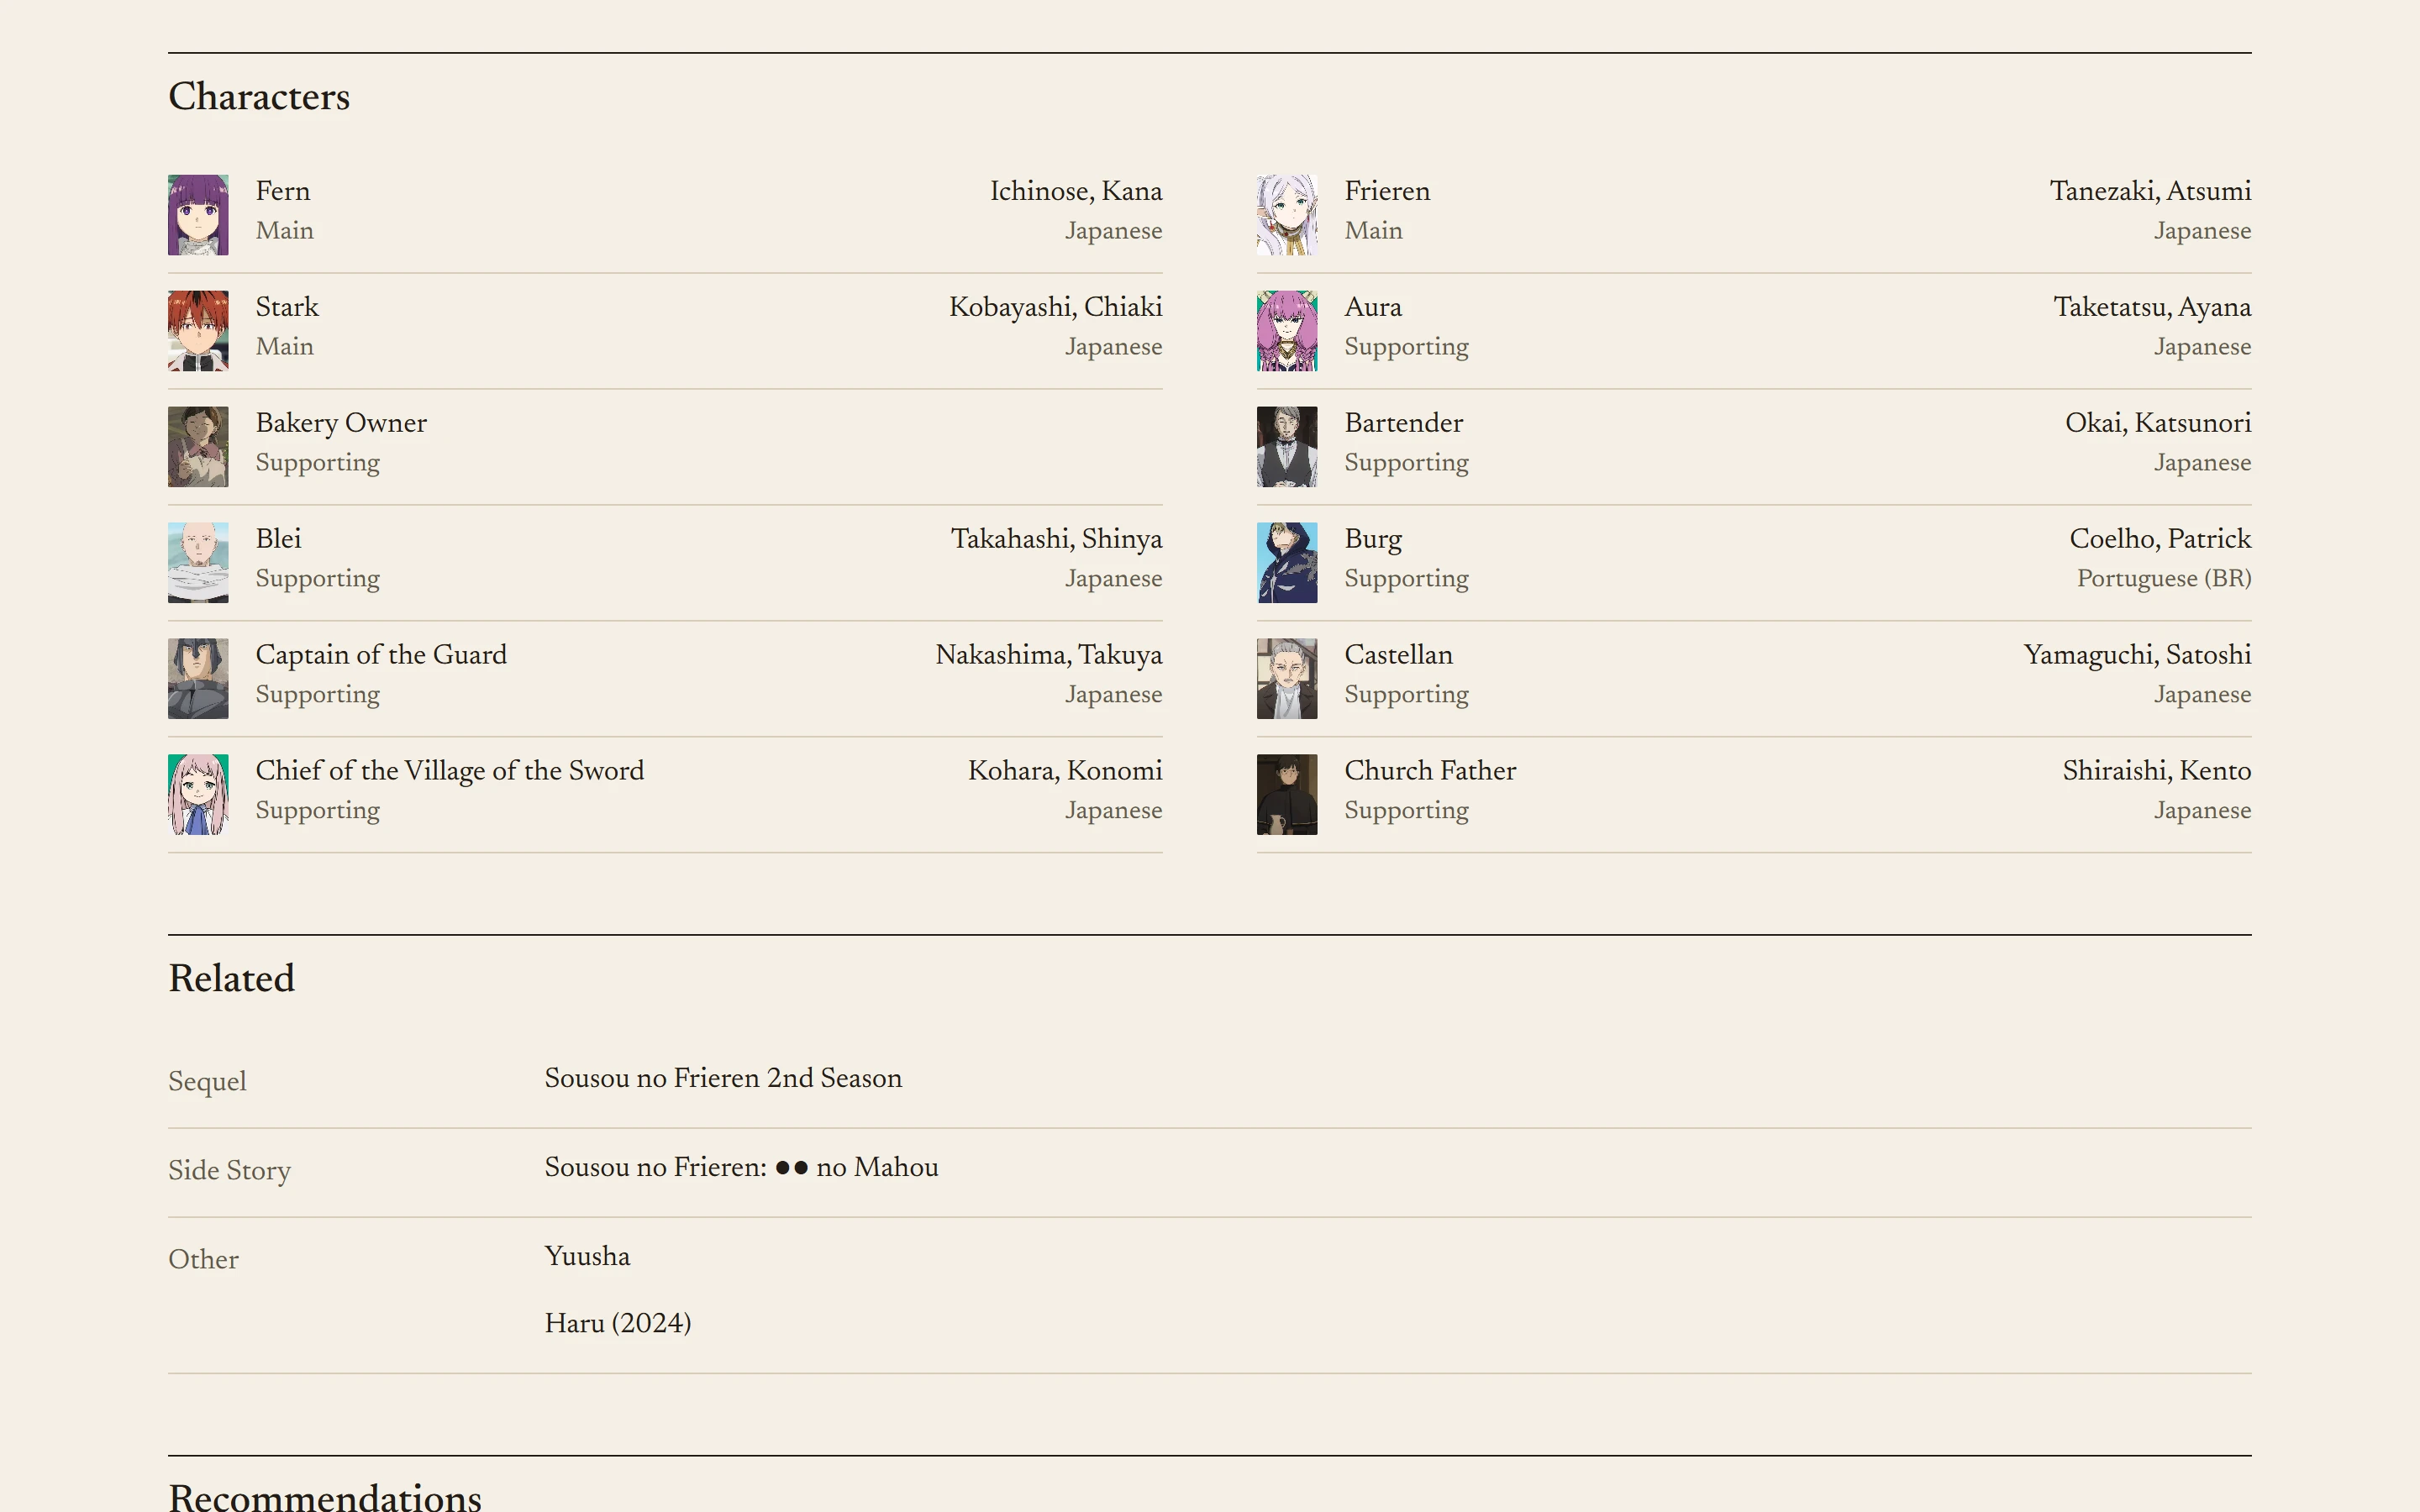 Characters
Fern
Main
Ichinose, Kana
Japanese
Frieren
Main
Tanezaki, Atsumi
Japanese
Stark
Main
Kobayashi, Chiaki
Japanese
Aura
Supporting
Taketatsu, Ayana
Japanese
Bakery Owner
Supporting
Bartender
Supporting
Okai, Katsunori
Japanese
Blei
Supporting
Takahashi, Shinya
Japanese
Burg
Supporting
Coelho, Patrick
Portuguese (BR)
Captain of the Guard
Supporting
Nakashima, Takuya
Japanese
Castellan
Supporting
Yamaguchi, Satoshi
Japanese
Chief of the Village of the Sword
Supporting
Kohara, Konomi
Japanese
Church Father
Supporting
Shiraishi, Kento
Japanese
Related
Sequel
Sousou no Frieren 2nd Season
Side Story
Sousou no Frieren: ●● no Mahou
Other
Yuusha
Haru (2024)
Recommendations